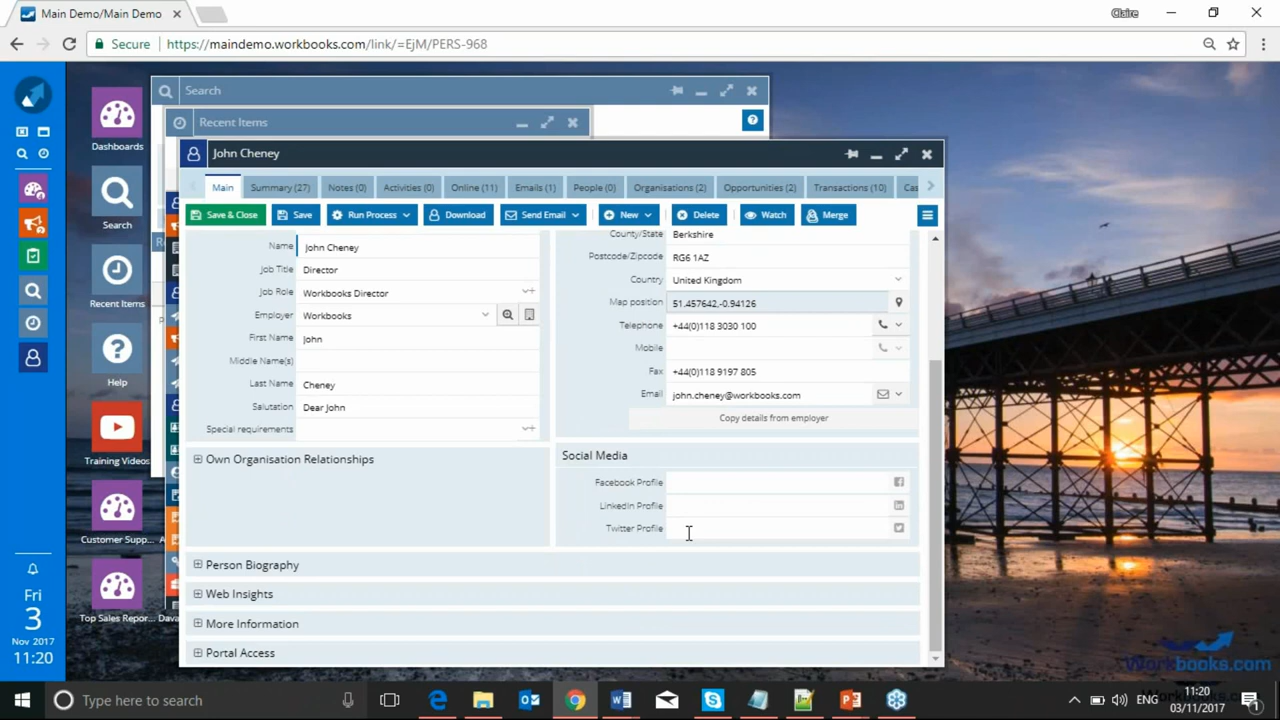 Main Demo/Main Demo
Claire
Secure
https://maindemo.workbooks.com/link/=EjM/PERS-968
Dashboards
Search
Recent Items
Help
Training Videos
Customer Supp...
Top Sales Repor...
Fri
3
Nov 2017
11:20
Search
Recent Items
John Cheney
Main
Summary (27)
Notes (0)
Activities (0)
Online (11)
Emails (1)
People (0)
Organisations (2)
Opportunities (2)
Transactions (10)
Cas
Save & Close
Save
Run Process
Download
Send Email
New
Delete
Watch
Merge
Name John Cheney
Job Title Director
Job Role Workbooks Director
Employer Workbooks
First Name John
Middle Name(s)
Last Name Cheney
Salutation Dear John
Special requirements
County/State Berkshire
Postcode/Zipcode RG6 1AZ
Country United Kingdom
Map position 51.457642,-0.94126
Telephone +44(0)118 3030 100
Mobile
Fax +44(0)118 9197 805
Email john.cheney@workbooks.com
Copy details from employer
Own Organisation Relationships
Social Media
Facebook Profile
LinkedIn Profile
Twitter Profile
Person Biography
Web Insights
More Information
Portal Access
Workbooks.com
Type here to search
ENG
11:20
03/11/2017